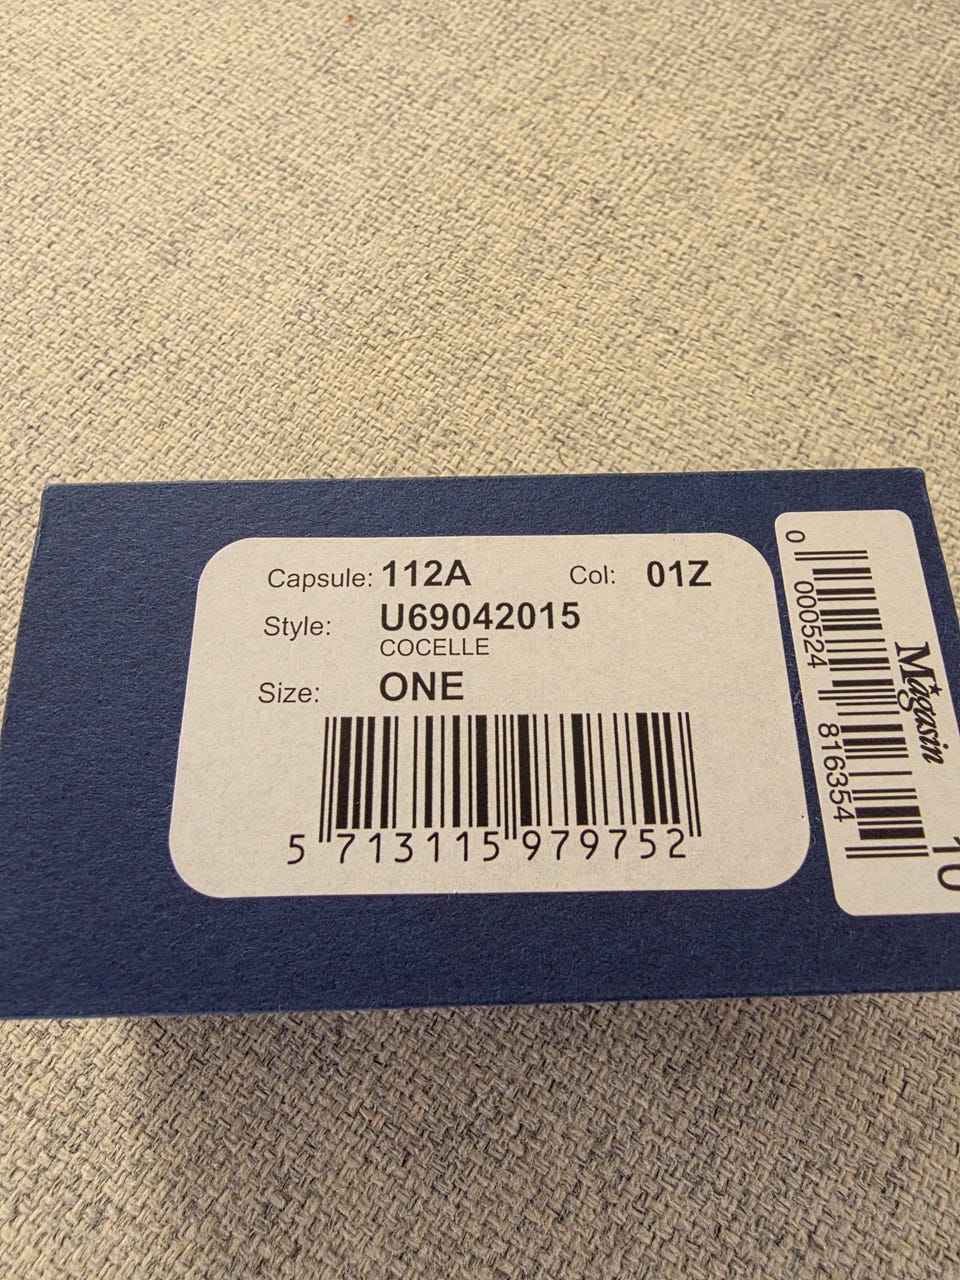 Capsule: 112A Col: 01Z
Style: U69042015
COCELLE
Size: ONE
5 713115 979752
0 000524 816354
Magasin
10